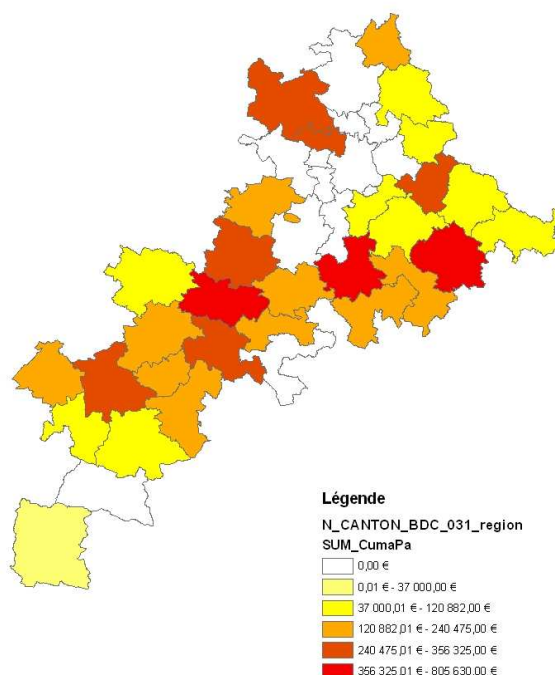 Légende
N_CANTON_BDC_031_region
SUM_CumaPa
0,00 €
0,01 € - 37 000,00 €
37 000,01 € - 120 882,00 €
120 882,01 € - 240 475,00 €
240 475,01 € - 356 325,00 €
356 325,01 € - 805 630,00 €